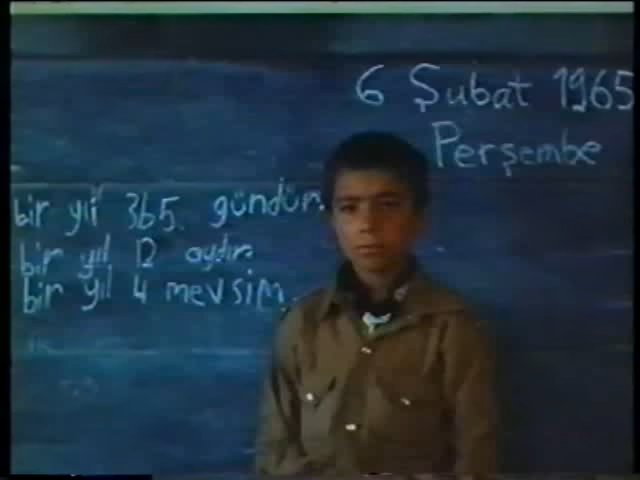 6 Şubat 1965
Perşembe
bir yıl 365 gündür.
bir yıl 12 aydır
bir yıl 4 mevsim